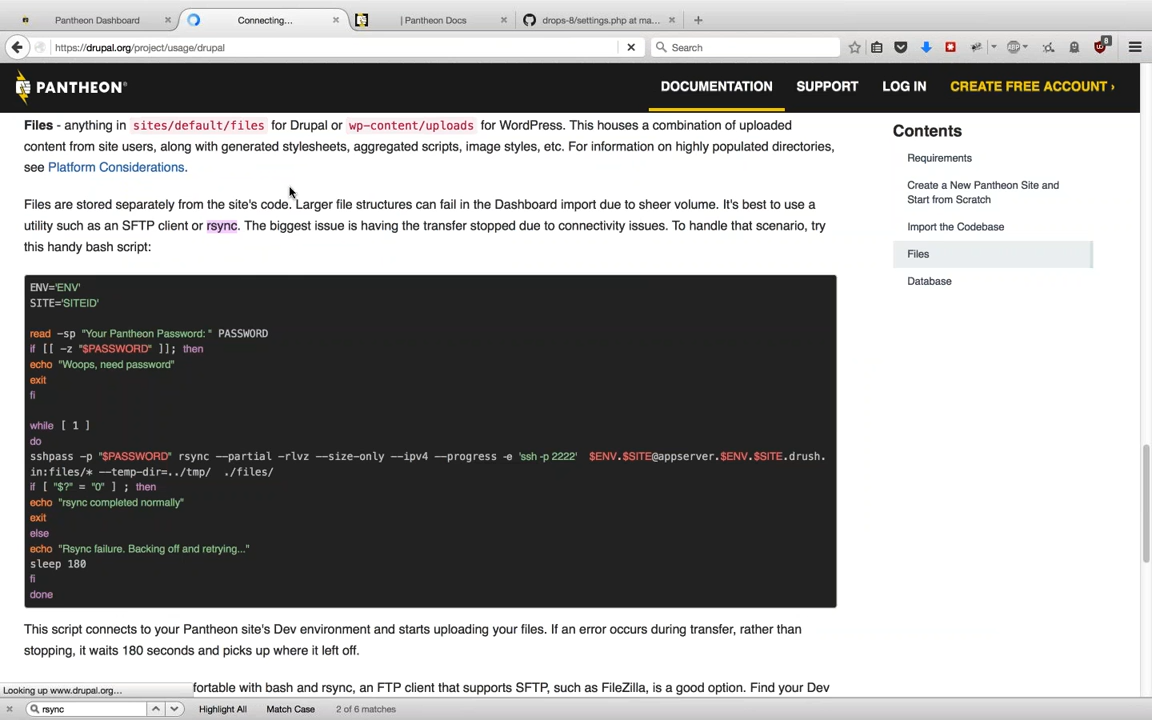 Pantheon Dashboard
Connecting...
| Pantheon Docs
drops-8/settings.php at ma...
https://drupal.org/project/usage/drupal
Search
8
PANTHEON
DOCUMENTATION
SUPPORT
LOG IN
CREATE FREE ACCOUNT ›
Files - anything in sites/default/files for Drupal or wp-content/uploads for WordPress. This houses a combination of uploaded
content from site users, along with generated stylesheets, aggregated scripts, image styles, etc. For information on highly populated directories,
see Platform Considerations.
Files are stored separately from the site's code. Larger file structures can fail in the Dashboard import due to sheer volume. It's best to use a
utility such as an SFTP client or rsync. The biggest issue is having the transfer stopped due to connectivity issues. To handle that scenario, try
this handy bash script:
ENV='ENV'
SITE='SITEID'
read -sp "Your Pantheon Password: " PASSWORD
if [[ -z "$PASSWORD" ]]; then
echo "Woops, need password"
exit
fi
while [ 1 ]
do
sshpass -p "$PASSWORD" rsync --partial -rlvz --size-only --ipv4 --progress -e 'ssh -p 2222' $ENV.$SITE@appserver.$ENV.$SITE.drush.
in:files/* --temp-dir=../tmp/ ./files/
if [ "$?" = "0" ] ; then
echo "rsync completed normally"
exit
else
echo "Rsync failure. Backing off and retrying..."
sleep 180
fi
done
This script connects to your Pantheon site's Dev environment and starts uploading your files. If an error occurs during transfer, rather than
stopping, it waits 180 seconds and picks up where it left off.
fortable with bash and rsync, an FTP client that supports SFTP, such as FileZilla, is a good option. Find your Dev
Contents
Requirements
Create a New Pantheon Site and
Start from Scratch
Import the Codebase
Files
Database
Looking up www.drupal.org...
rsync
Highlight All
Match Case
2 of 6 matches